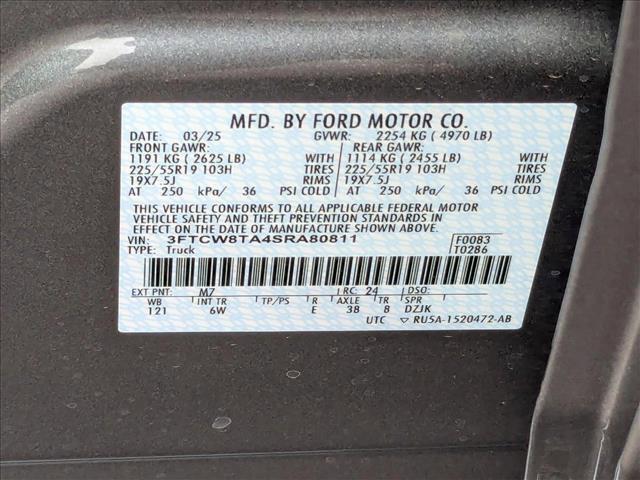 MFD. BY FORD MOTOR CO.
DATE: 03/25 GVWR: 2254 KG ( 4970 LB)
FRONT GAWR: REAR GAWR:
1191 KG ( 2625 LB) WITH 1114 KG ( 2455 LB) WITH
225/55R19 103H TIRES 225/55R19 103H TIRES
19X7.5J RIMS 19X7.5J RIMS
AT 250 kPa/ 36 PSI COLD AT 250 kPa/ 36 PSI COLD
THIS VEHICLE CONFORMS TO ALL APPLICABLE FEDERAL MOTOR
VEHICLE SAFETY AND THEFT PREVENTION STANDARDS IN
EFFECT ON THE DATE OF MANUFACTURE SHOWN ABOVE.
VIN: 3FTCW8TA4SRA80811 F0083
TYPE: Truck T0286
EXT PNT: M7 RC: 24 DSO:
WB INT TR TP/PS R AXLE TR SPR
121 6W E 38 8 DZJK
UTC ▽ RU5A-1520472-AB